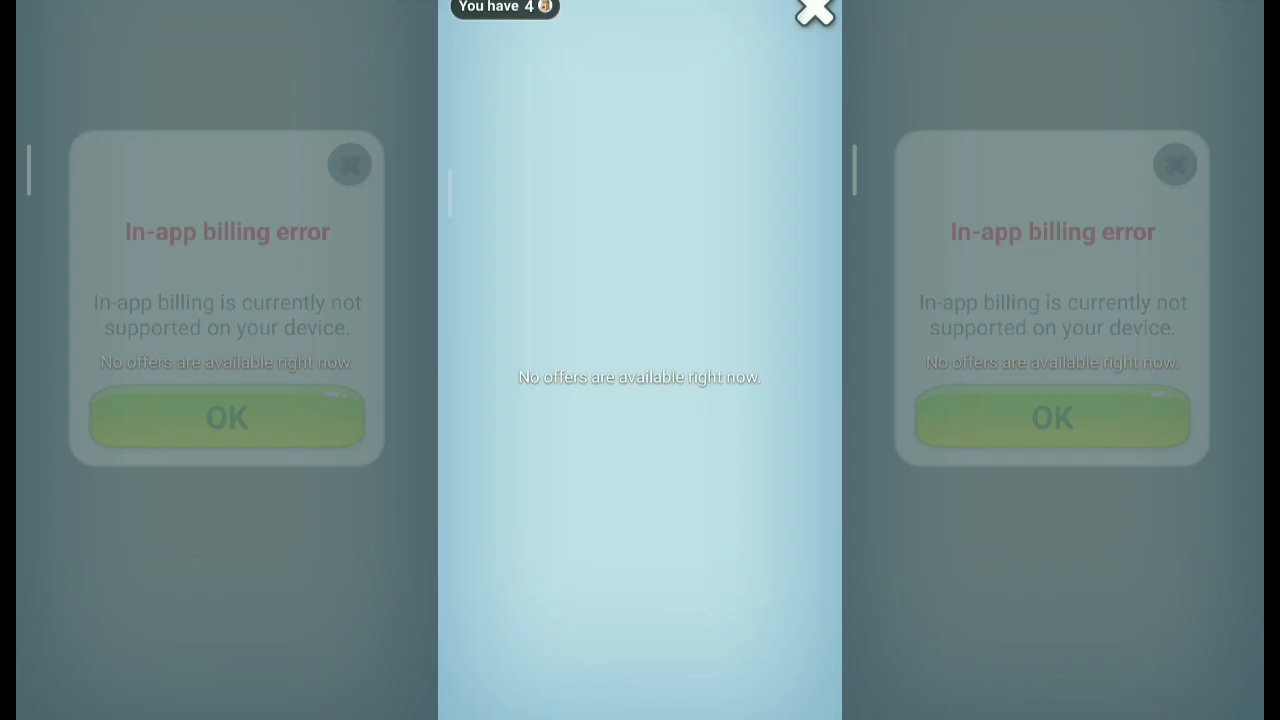 You have 4
In-app billing error
In-app billing is currently not
supported on your device.
No offers are available right now.
OK
No offers are available right now.
In-app billing error
In-app billing is currently not
supported on your device.
No offers are available right now.
OK